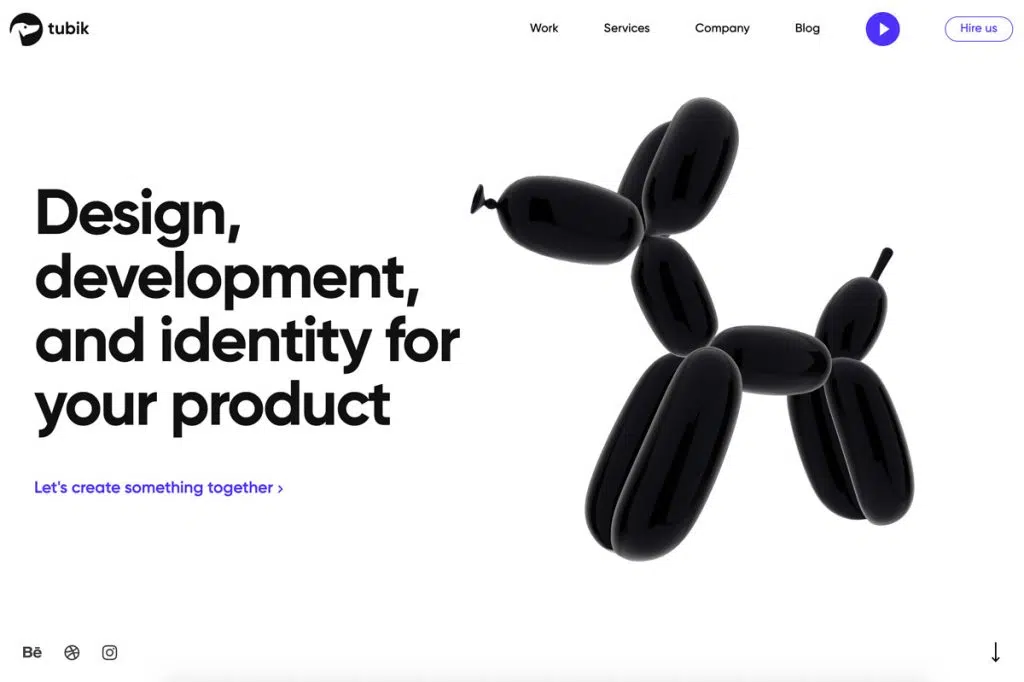 tubik
Work
Services
Company
Blog
Hire us
Design,
development,
and identity for
your product
Let's create something together ›
Bē